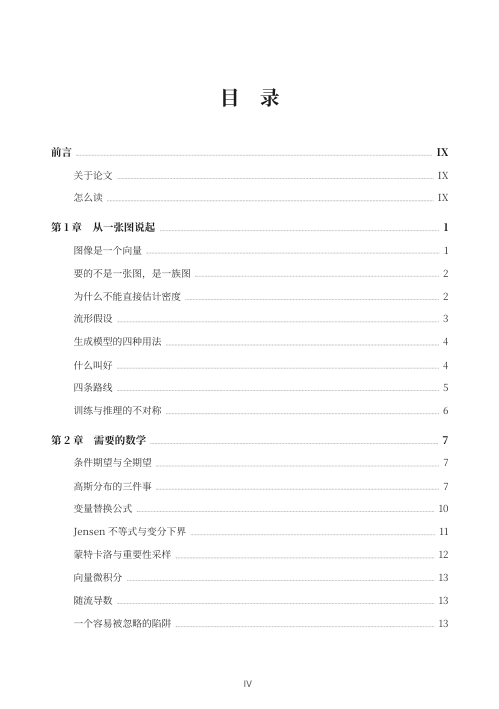 目 录
前言 IX
关于论文 IX
怎么读 IX
第 1 章 从一张图说起 1
图像是一个向量 1
要的不是一张图，是一族图 2
为什么不能直接估计密度 2
流形假设 3
生成模型的四种用法 4
什么叫好 4
四条路线 5
训练与推理的不对称 6
第 2 章 需要的数学 7
条件期望与全期望 7
高斯分布的三件事 7
变量替换公式 10
Jensen 不等式与变分下界 11
蒙特卡洛与重要性采样 12
向量微积分 13
随流导数 13
一个容易被忽略的陷阱 13
IV